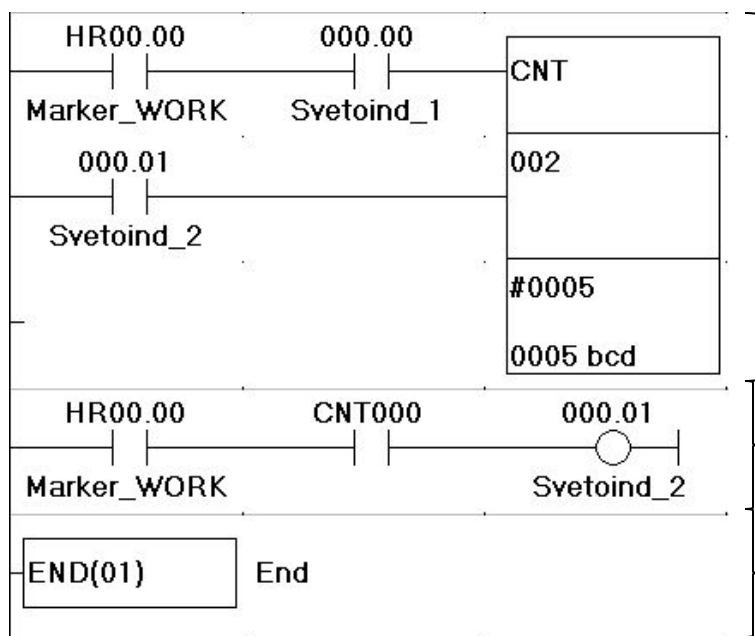 HR00.00 000.00
CNT
Marker_WORK Svetoind_1
000.01
002
Svetoind_2
#0005
0005 bcd
HR00.00 CNT000 000.01
Marker_WORK Svetoind_2
END(01) End